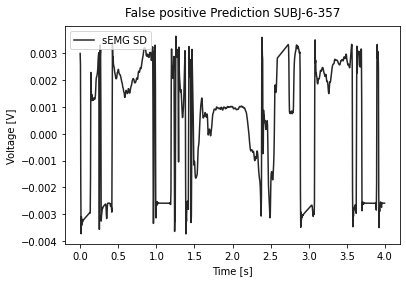 False positive Prediction SUBJ-6-357
sEMG SD
Voltage [V]
0.003
0.002
0.001
0.000
−0.001
−0.002
−0.003
−0.004
0.0 0.5 1.0 1.5 2.0 2.5 3.0 3.5 4.0
Time [s]